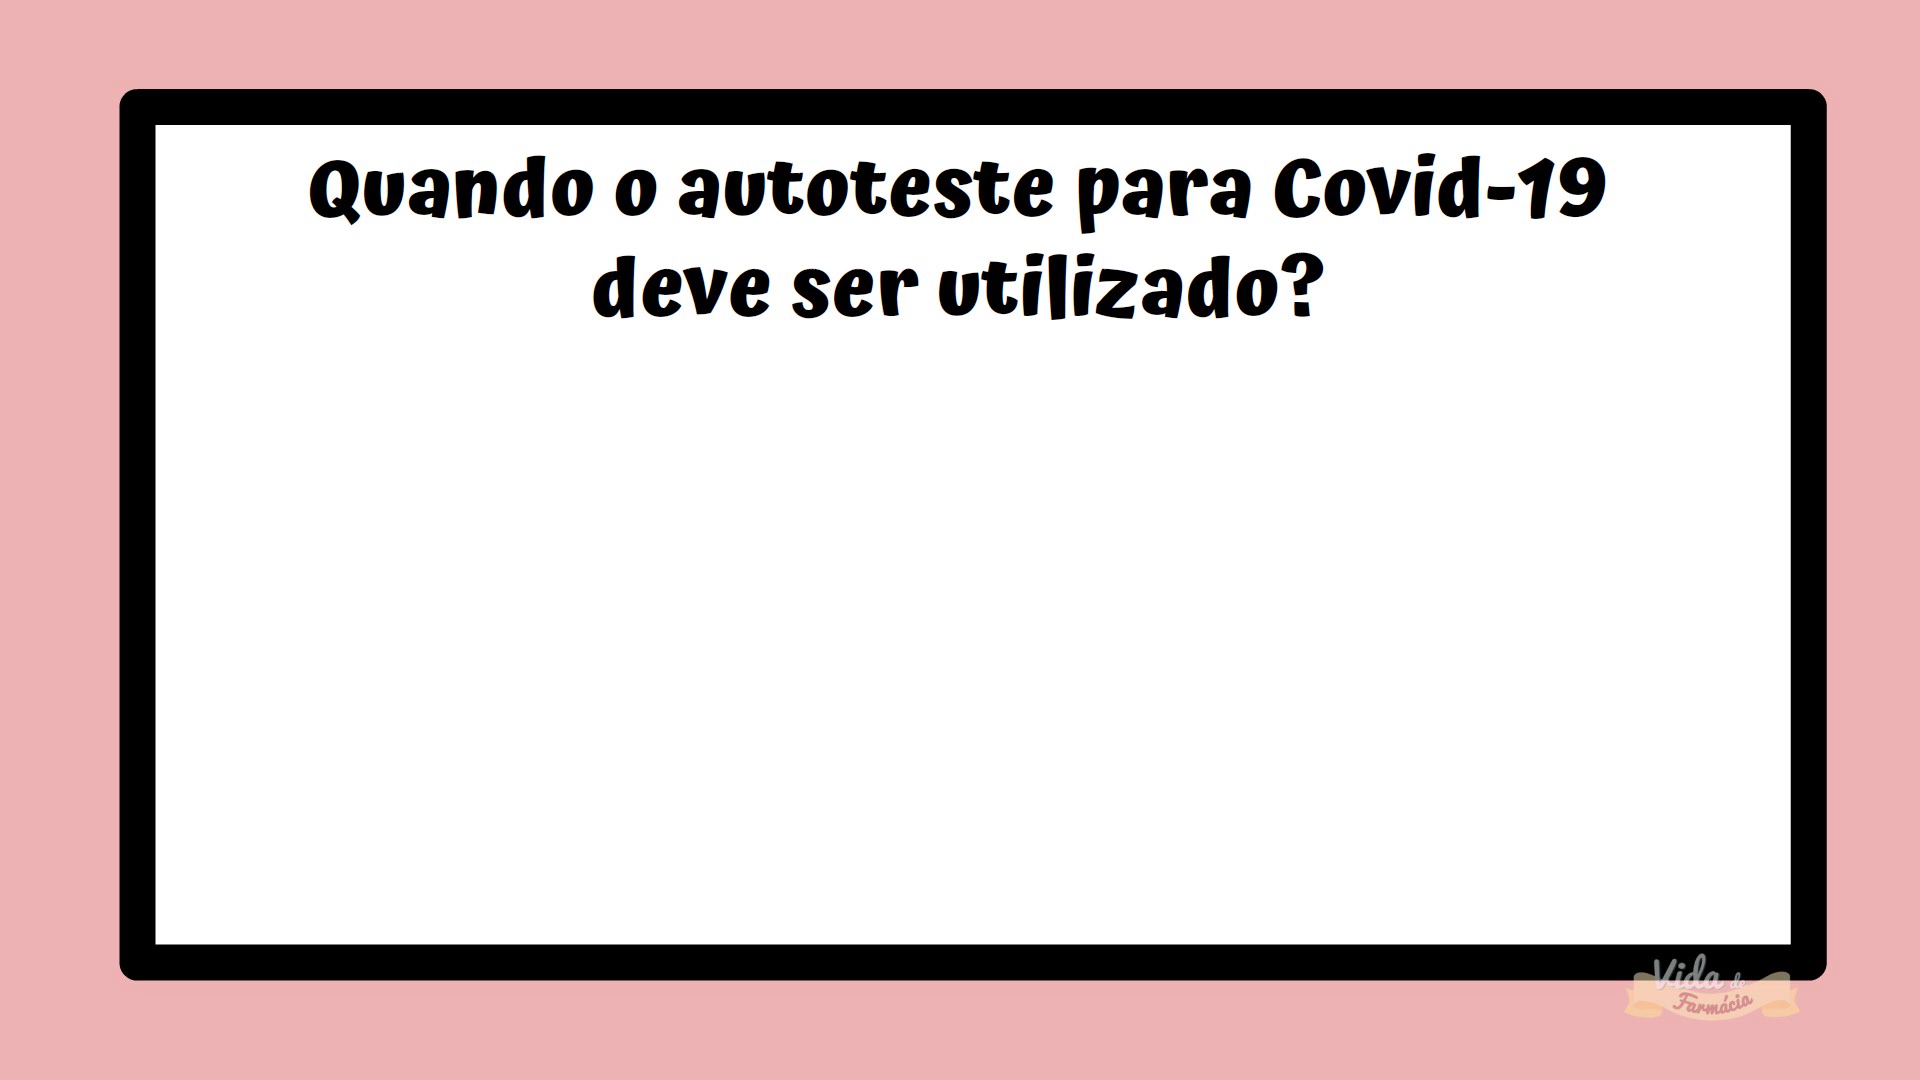 Quando o autoteste para Covid-19
deve ser utilizado?
Vida de
Farmácia